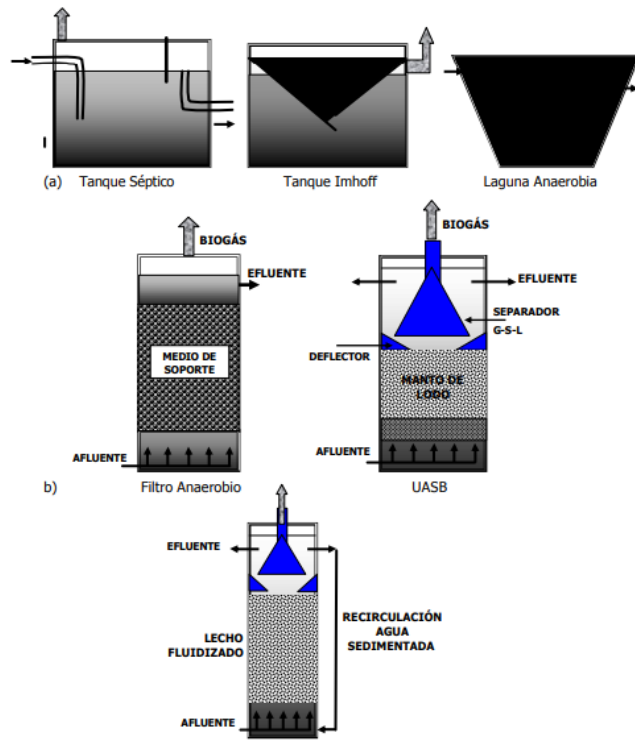 (a) Tanque Séptico
Tanque Imhoff
Laguna Anaerobia
BIOGÁS
EFLUENTE
MEDIO DE
SOPORTE
AFLUENTE
b) Filtro Anaerobio
BIOGÁS
EFLUENTE
SEPARADOR
G-S-L
DEFLECTOR
MANTO DE
LODO
AFLUENTE
UASB
EFLUENTE
LECHO
FLUIDIZADO
RECIRCULACIÓN
AGUA
SEDIMENTADA
AFLUENTE